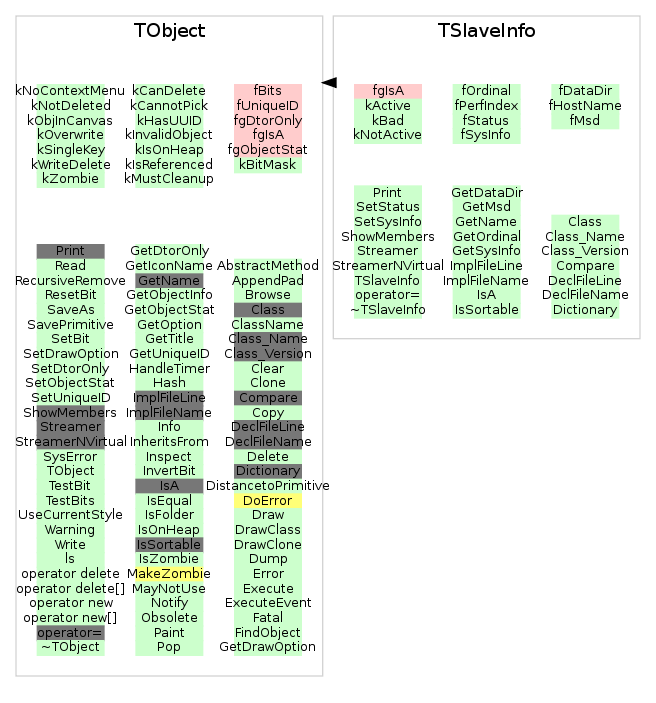 TObject
kNoContextMenu
kNotDeleted
kObjInCanvas
kOverwrite
kSingleKey
kWriteDelete
kZombie
kCanDelete
kCannotPick
kHasUUID
kInvalidObject
kIsOnHeap
kIsReferenced
kMustCleanup
fBits
fUniqueID
fgDtorOnly
fgIsA
fgObjectStat
kBitMask
Print
Read
RecursiveRemove
ResetBit
SaveAs
SavePrimitive
SetBit
SetDrawOption
SetDtorOnly
SetObjectStat
SetUniqueID
ShowMembers
Streamer
StreamerNVirtual
SysError
TObject
TestBit
TestBits
UseCurrentStyle
Warning
Write
ls
operator delete
operator delete[]
operator new
operator new[]
operator=
~TObject
GetDtorOnly
GetIconName
GetName
GetObjectInfo
GetObjectStat
GetOption
GetTitle
GetUniqueID
HandleTimer
Hash
ImplFileLine
ImplFileName
Info
InheritsFrom
Inspect
InvertBit
IsA
IsEqual
IsFolder
IsOnHeap
IsSortable
IsZombie
MakeZombie
MayNotUse
Notify
Obsolete
Paint
Pop
AbstractMethod
AppendPad
Browse
Class
ClassName
Class_Name
Class_Version
Clear
Clone
Compare
Copy
DeclFileLine
DeclFileName
Delete
Dictionary
DistancetoPrimitive
DoError
Draw
DrawClass
DrawClone
Dump
Error
Execute
ExecuteEvent
Fatal
FindObject
GetDrawOption
TSlaveInfo
fgIsA
kActive
kBad
kNotActive
fOrdinal
fPerfIndex
fStatus
fSysInfo
fDataDir
fHostName
fMsd
Print
SetStatus
SetSysInfo
ShowMembers
Streamer
StreamerNVirtual
TSlaveInfo
operator=
~TSlaveInfo
GetDataDir
GetMsd
GetName
GetOrdinal
GetSysInfo
ImplFileLine
ImplFileName
IsA
IsSortable
Class
Class_Name
Class_Version
Compare
DeclFileLine
DeclFileName
Dictionary